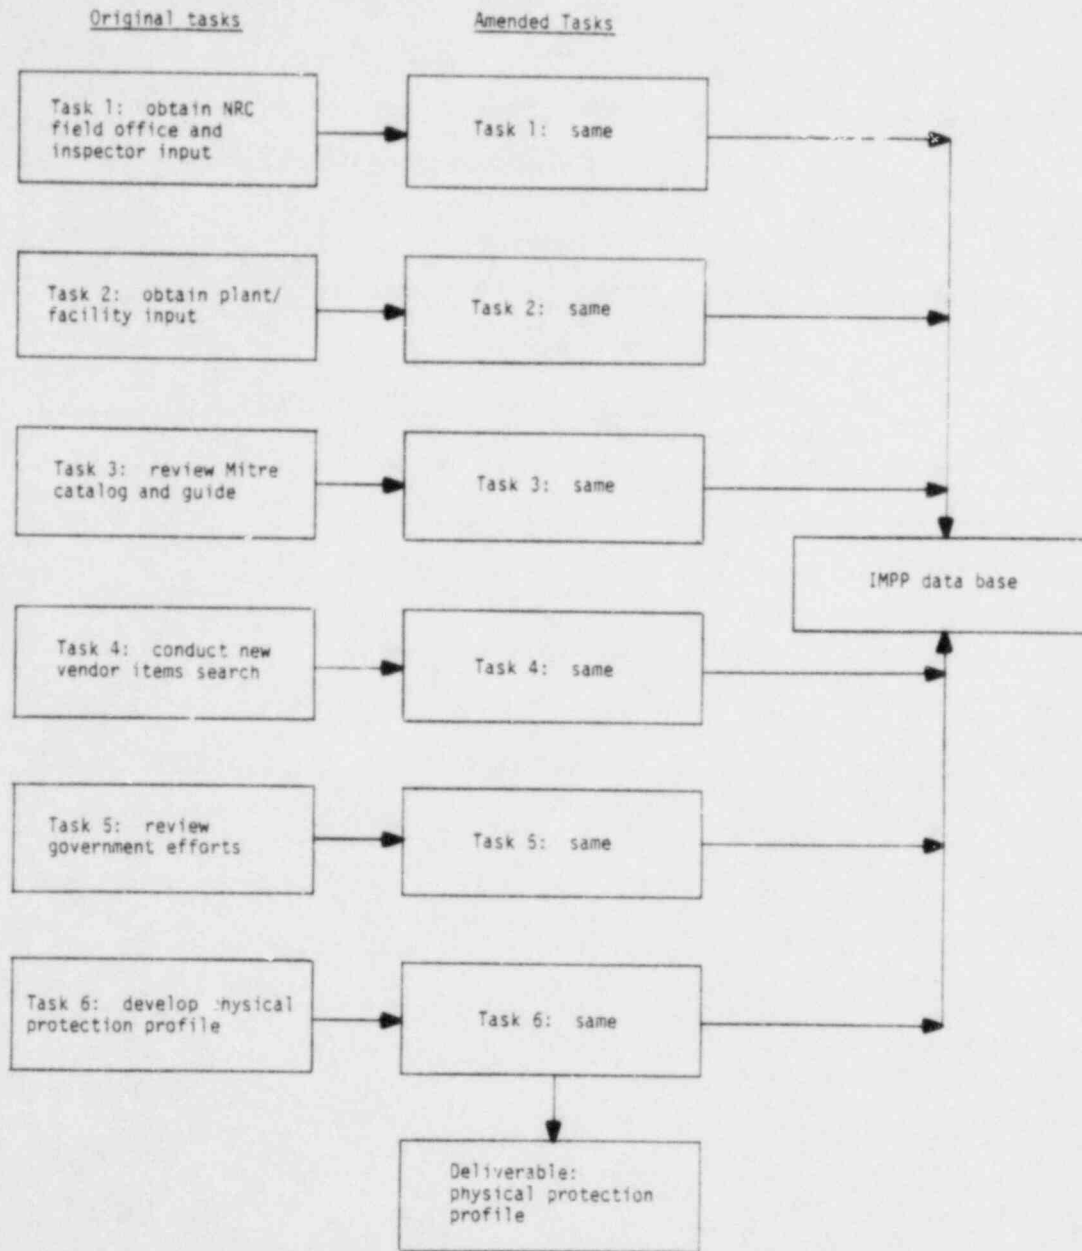 Original tasks
Amended Tasks
Task 1: obtain NRC
field office and
inspector input
Task 1: same
Task 2: obtain plant/
facility input
Task 2: same
Task 3: review Mitre
catalog and guide
Task 3: same
IMPP data base
Task 4: conduct new
vendor items search
Task 4: same
Task 5: review
government efforts
Task 5: same
Task 6: develop physical
protection profile
Task 6: same
Deliverable:
physical protection
profile